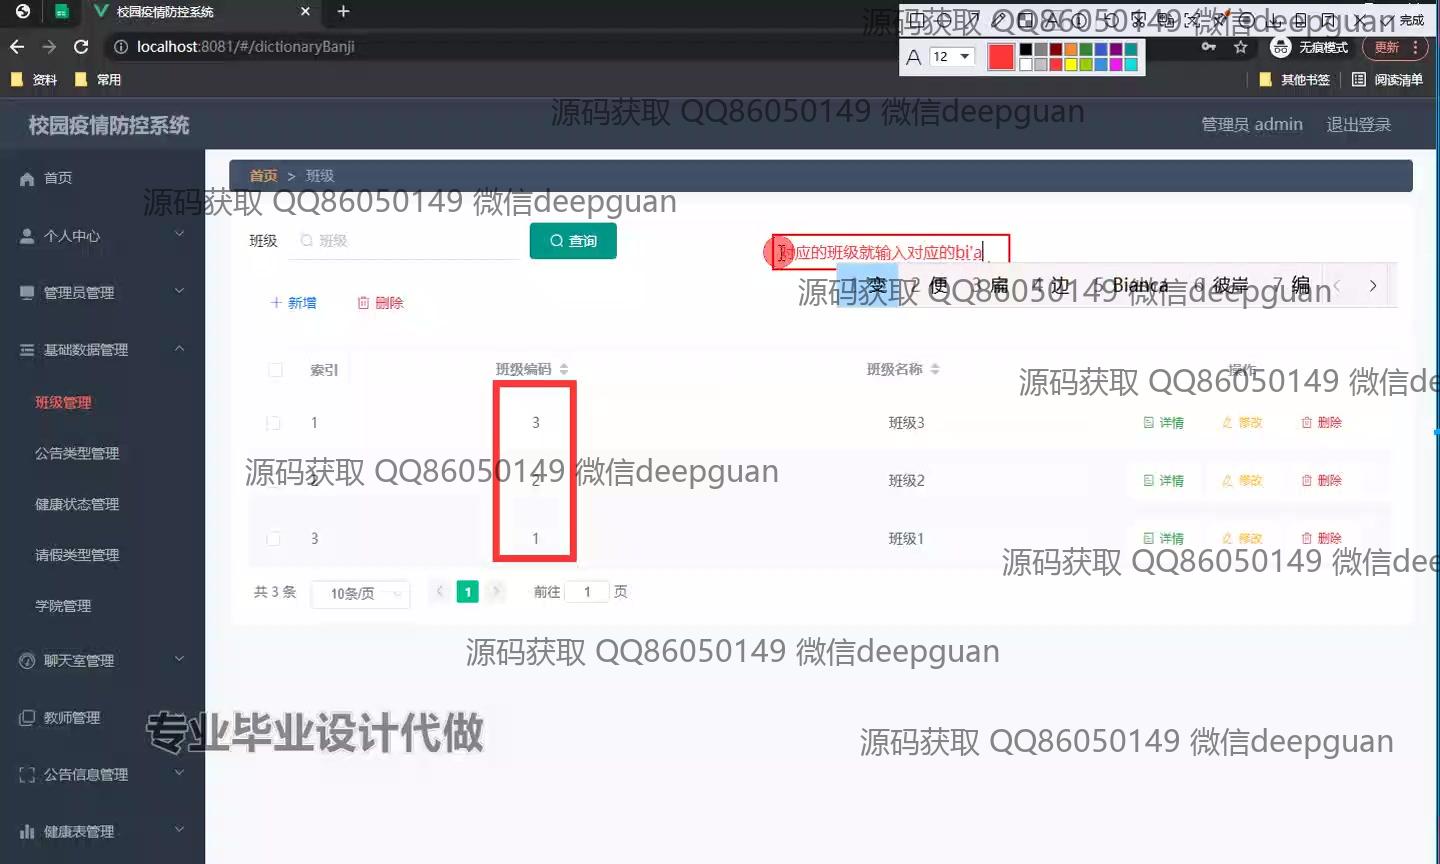 校园疫情防控系统
完成
源码获取 QQ86050149 微信deepguan
localhost:8081/#/dictionaryBanji
A 12
无痕模式
更新
资料
常用
其他书签
阅读清单
源码获取 QQ86050149 微信deepguan
校园疫情防控系统
管理员 admin
退出登录
首页
首页 > 班级
源码获取 QQ86050149 微信deepguan
个人中心
班级
班级
查询
对应的班级就输入对应的bi'a
1 变 2 便 3 扁 4 边 5 Bianca 6 彼岸 7 编
源码获取 QQ86050149 微信deepguan
管理员管理
新增
删除
基础数据管理
索引
班级编码
班级名称
操作
源码获取 QQ86050149 微信de
班级管理
1 3 班级3 详情 修改 删除
公告类型管理
源码获取 QQ86050149 微信deepguan
2 2 班级2 详情 修改 删除
健康状态管理
3 1 班级1 详情 修改 删除
请假类型管理
源码获取 QQ86050149 微信dee
共 3 条 10条/页 1 前往 1 页
学院管理
聊天室管理
源码获取 QQ86050149 微信deepguan
教师管理
专业毕业设计代做
源码获取 QQ86050149 微信deepguan
公告信息管理
健康表管理